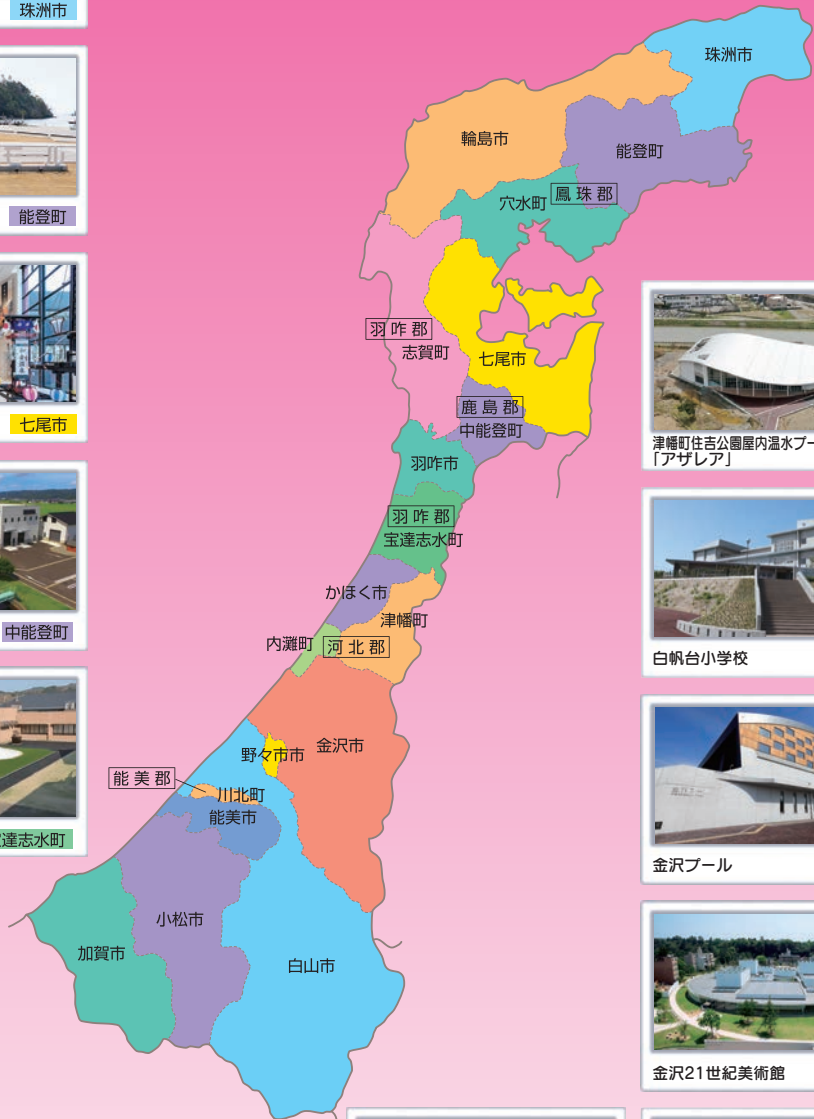 珠洲市
能登町
七尾市
中能登町
達志水町
珠洲市
輪島市
能登町
穴水町
鳳珠郡
羽咋郡
志賀町
七尾市
鹿島郡
中能登町
羽咋市
羽咋郡
宝達志水町
かほく市
津幡町
内灘町
河北郡
金沢市
野々市市
能美郡
川北町
能美市
小松市
加賀市
白山市
津幡町住吉公園屋内温水プー
「アザレア」
白帆台小学校
金沢プール
金沢21世紀美術館